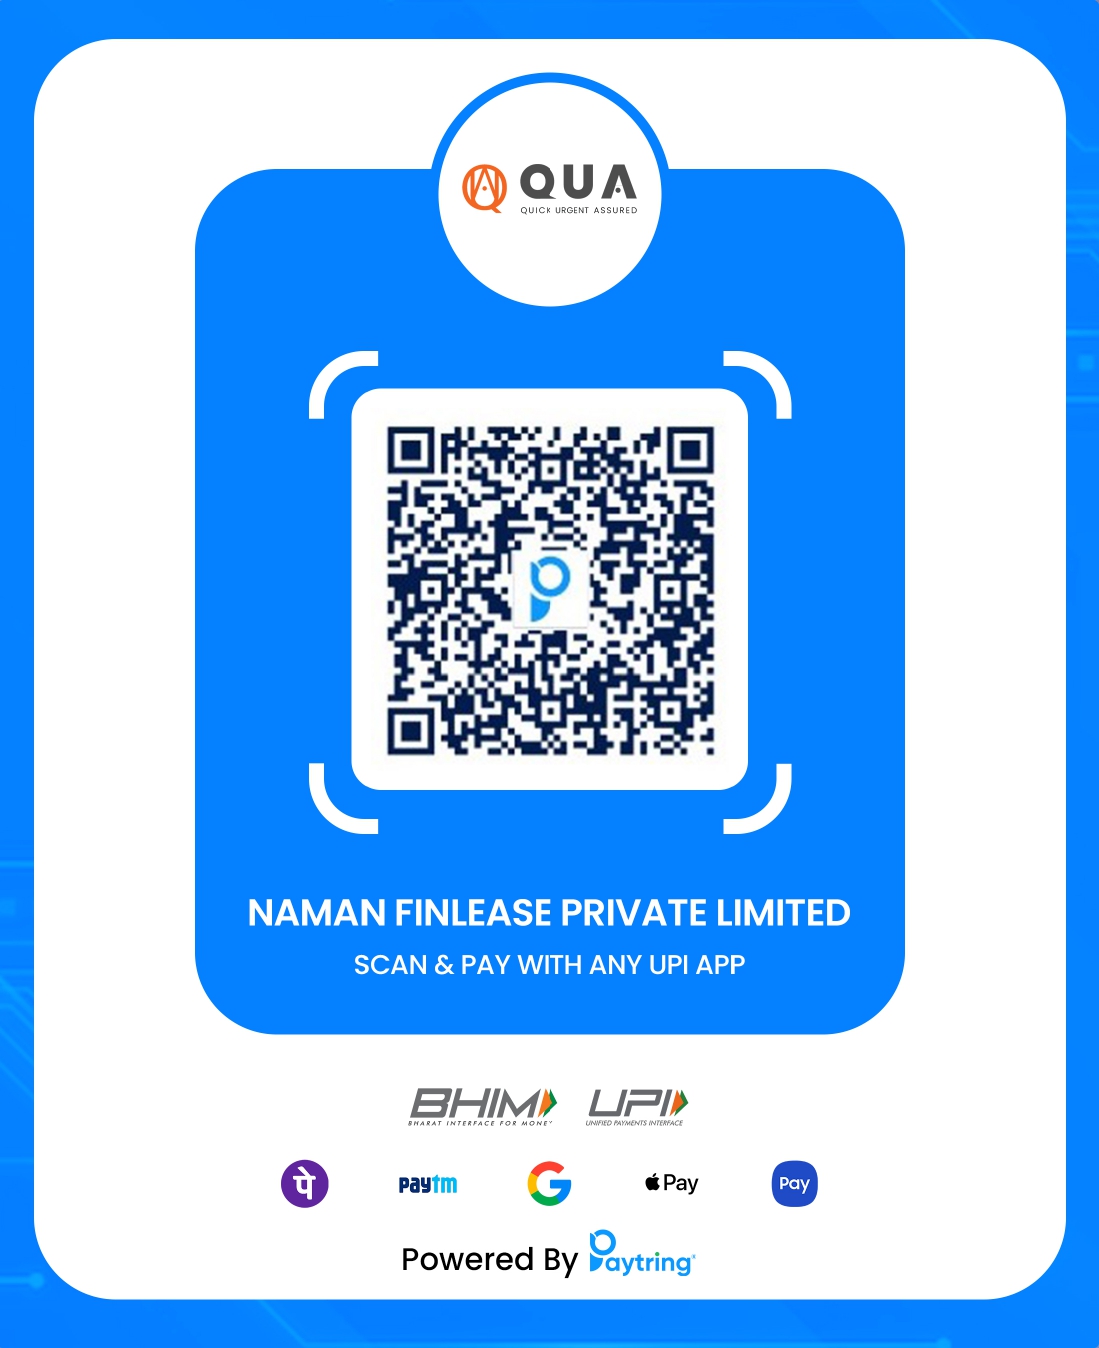 QUA
QUICK URGENT ASSURED
NAMAN FINLEASE PRIVATE LIMITED
SCAN & PAY WITH ANY UPI APP
BHIM UPI
BHARAT INTERFACE FOR MONEY UNIFIED PAYMENTS INTERFACE
पे paytm G Pay Pay
Powered By Paytring